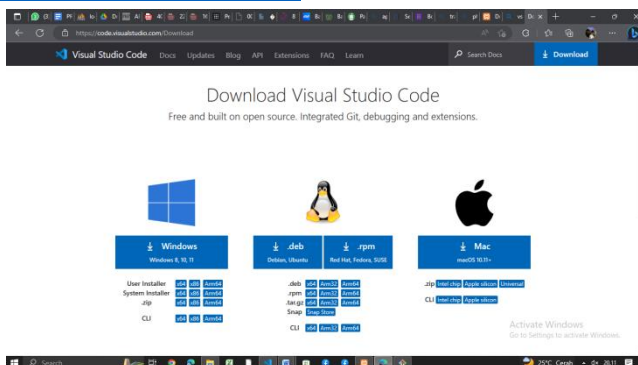 https://code.visualstudio.com/Download
Visual Studio Code Docs Updates Blog API Extensions FAQ Learn Search Docs Download
Download Visual Studio Code
Free and built on open source. Integrated Git, debugging and extensions.
Windows
Windows 8, 10, 11
.deb
Debian, Ubuntu
.rpm
Red Hat, Fedora, SUSE
Mac
macOS 10.11+
User Installer x64 x86 Arm64
System Installer x64 x86 Arm64
.zip x64 x86 Arm64
CLI x64 x86 Arm64
.deb x64 Arm32 Arm64
.rpm x64 Arm32 Arm64
.tar.gz x64 Arm32 Arm64
Snap Snap Store
CLI x64 Arm32 Arm64
.zip Intel chip Apple silicon Universal
CLI Intel chip Apple silicon
Activate Windows
Go to Settings to activate Windows.
Search
25°C Cerah 20.11